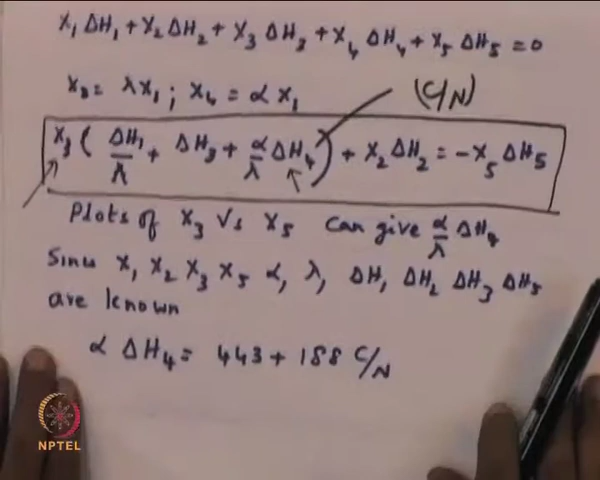 x₁ ΔH₁ + x₂ ΔH₂ + x₃ ΔH₃ + x₄ ΔH₄ + x₅ ΔH₅ = 0
x₃ = λx₁ ; x₄ = α x₁
(C/N)
x₃ ( ΔH₁/λ + ΔH₃ + α/λ ΔH₄ ) + x₂ ΔH₂ = -x₅ ΔH₅
Plots of x₃ Vs x₅ can give α/λ ΔH₄
Since x₁ x₂ x₃ x₅ α, λ, ΔH₁ ΔH₂ ΔH₃ ΔH₅
are known
α ΔH₄ = 443 + 188 C/N
NPTEL